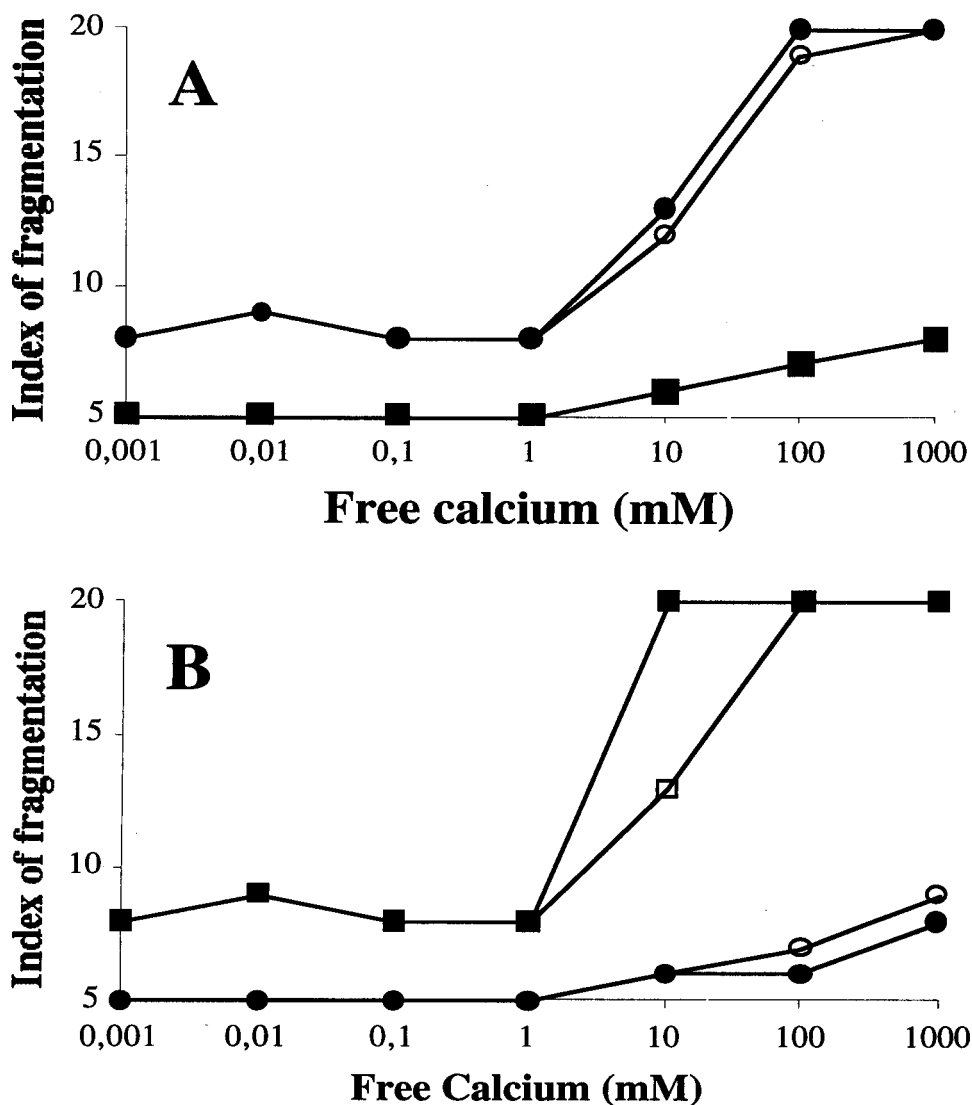 20
A
15
10
5
Index of fragmentation
0,001 0,01 0,1 1 10 100 1000
Free calcium (mM)
20
B
15
10
5
Index of fragmentation
0,001 0,01 0,1 1 10 100 1000
Free Calcium (mM)